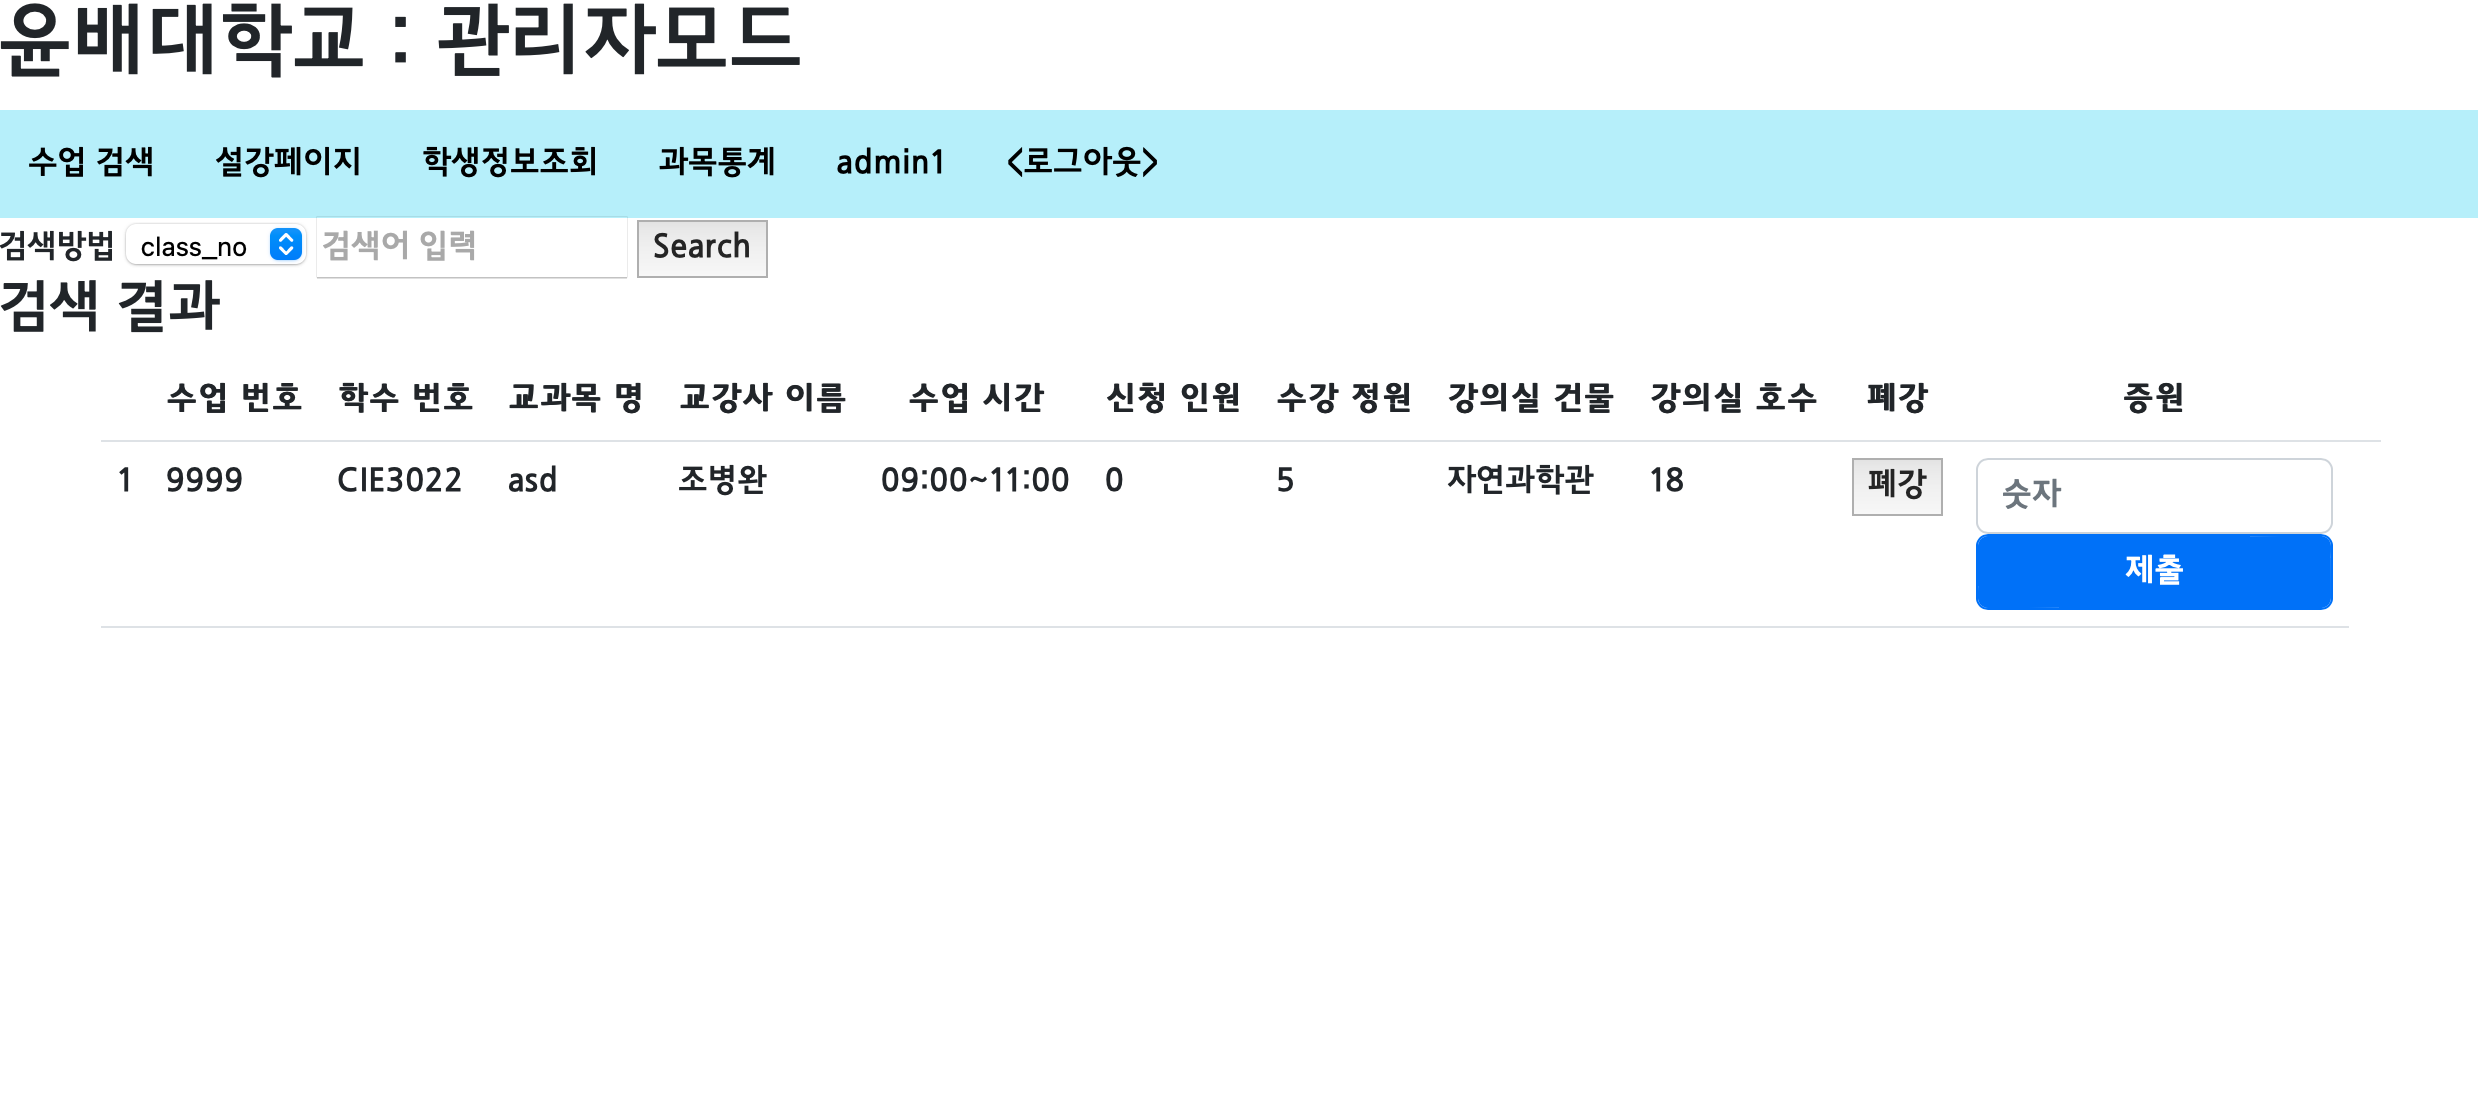 윤배대학교 : 관리자모드
수업 검색 설강페이지 학생정보조회 과목통계 admin1 <로그아웃>
검색방법 class_no 검색어 입력 Search
검색 결과
수업 번호 학수 번호 교과목 명 교강사 이름 수업 시간 신청 인원 수강 정원 강의실 건물 강의실 호수 폐강 증원
1 9999 CIE3022 asd 조병완 09:00~11:00 0 5 자연과학관 18 폐강 숫자
제출